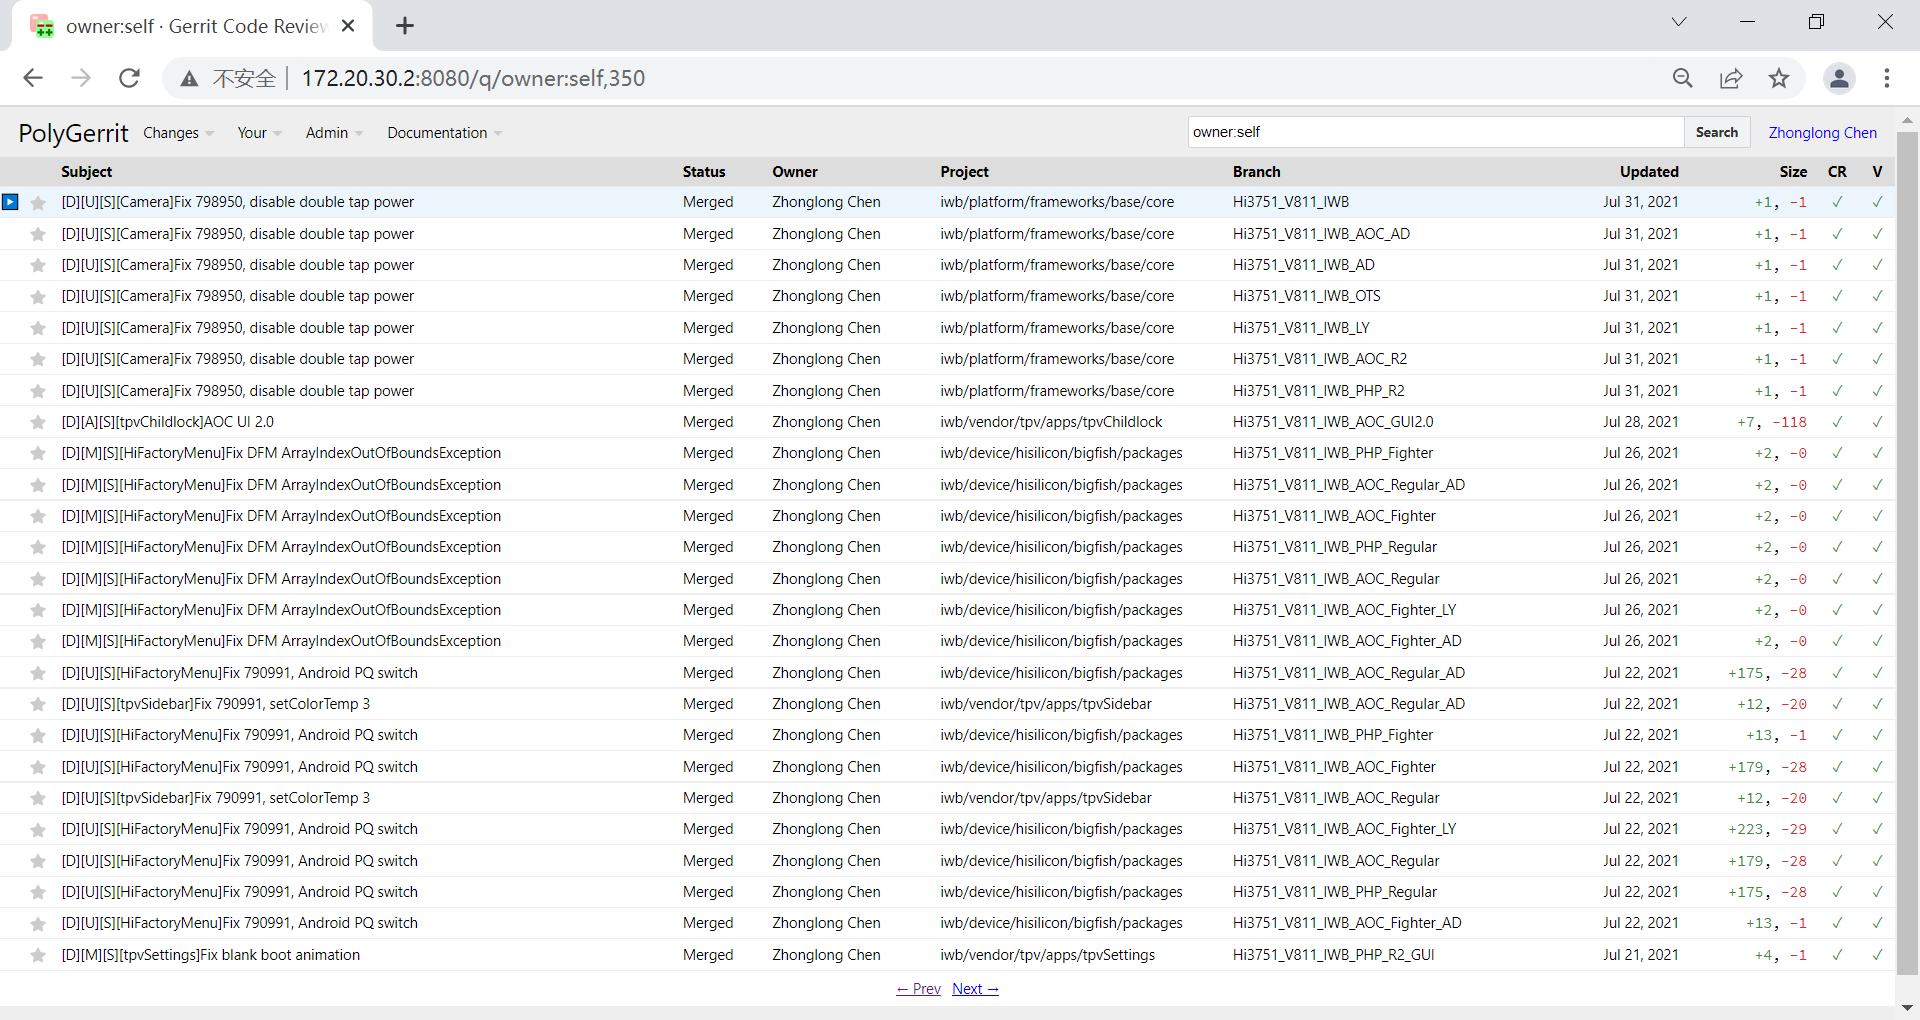 owner:self · Gerrit Code Review
不安全 172.20.30.2:8080/q/owner:self,350
PolyGerrit Changes Your Admin Documentation owner:self Search Zhonglong Chen
Subject Status Owner Project Branch Updated Size CR V
[D][U][S][Camera]Fix 798950, disable double tap power Merged Zhonglong Chen iwb/platform/frameworks/base/core Hi3751_V811_IWB Jul 31, 2021 +1, -1 ✓ ✓
[D][U][S][Camera]Fix 798950, disable double tap power Merged Zhonglong Chen iwb/platform/frameworks/base/core Hi3751_V811_IWB_AOC_AD Jul 31, 2021 +1, -1 ✓ ✓
[D][U][S][Camera]Fix 798950, disable double tap power Merged Zhonglong Chen iwb/platform/frameworks/base/core Hi3751_V811_IWB_AD Jul 31, 2021 +1, -1 ✓ ✓
[D][U][S][Camera]Fix 798950, disable double tap power Merged Zhonglong Chen iwb/platform/frameworks/base/core Hi3751_V811_IWB_OTS Jul 31, 2021 +1, -1 ✓ ✓
[D][U][S][Camera]Fix 798950, disable double tap power Merged Zhonglong Chen iwb/platform/frameworks/base/core Hi3751_V811_IWB_LY Jul 31, 2021 +1, -1 ✓ ✓
[D][U][S][Camera]Fix 798950, disable double tap power Merged Zhonglong Chen iwb/platform/frameworks/base/core Hi3751_V811_IWB_AOC_R2 Jul 31, 2021 +1, -1 ✓ ✓
[D][U][S][Camera]Fix 798950, disable double tap power Merged Zhonglong Chen iwb/platform/frameworks/base/core Hi3751_V811_IWB_PHP_R2 Jul 31, 2021 +1, -1 ✓ ✓
[D][A][S][tpvChildlock]AOC UI 2.0 Merged Zhonglong Chen iwb/vendor/tpv/apps/tpvChildlock Hi3751_V811_IWB_AOC_GUI2.0 Jul 28, 2021 +7, -118 ✓ ✓
[D][M][S][HiFactoryMenu]Fix DFM ArrayIndexOutOfBoundsException Merged Zhonglong Chen iwb/device/hisilicon/bigfish/packages Hi3751_V811_IWB_PHP_Fighter Jul 26, 2021 +2, -0 ✓ ✓
[D][M][S][HiFactoryMenu]Fix DFM ArrayIndexOutOfBoundsException Merged Zhonglong Chen iwb/device/hisilicon/bigfish/packages Hi3751_V811_IWB_AOC_Regular_AD Jul 26, 2021 +2, -0 ✓ ✓
[D][M][S][HiFactoryMenu]Fix DFM ArrayIndexOutOfBoundsException Merged Zhonglong Chen iwb/device/hisilicon/bigfish/packages Hi3751_V811_IWB_AOC_Fighter Jul 26, 2021 +2, -0 ✓ ✓
[D][M][S][HiFactoryMenu]Fix DFM ArrayIndexOutOfBoundsException Merged Zhonglong Chen iwb/device/hisilicon/bigfish/packages Hi3751_V811_IWB_PHP_Regular Jul 26, 2021 +2, -0 ✓ ✓
[D][M][S][HiFactoryMenu]Fix DFM ArrayIndexOutOfBoundsException Merged Zhonglong Chen iwb/device/hisilicon/bigfish/packages Hi3751_V811_IWB_AOC_Regular Jul 26, 2021 +2, -0 ✓ ✓
[D][M][S][HiFactoryMenu]Fix DFM ArrayIndexOutOfBoundsException Merged Zhonglong Chen iwb/device/hisilicon/bigfish/packages Hi3751_V811_IWB_AOC_Fighter_LY Jul 26, 2021 +2, -0 ✓ ✓
[D][M][S][HiFactoryMenu]Fix DFM ArrayIndexOutOfBoundsException Merged Zhonglong Chen iwb/device/hisilicon/bigfish/packages Hi3751_V811_IWB_AOC_Fighter_AD Jul 26, 2021 +2, -0 ✓ ✓
[D][U][S][HiFactoryMenu]Fix 790991, Android PQ switch Merged Zhonglong Chen iwb/device/hisilicon/bigfish/packages Hi3751_V811_IWB_AOC_Regular_AD Jul 22, 2021 +175, -28 ✓ ✓
[D][U][S][tpvSidebar]Fix 790991, setColorTemp 3 Merged Zhonglong Chen iwb/vendor/tpv/apps/tpvSidebar Hi3751_V811_IWB_AOC_Regular_AD Jul 22, 2021 +12, -20 ✓ ✓
[D][U][S][HiFactoryMenu]Fix 790991, Android PQ switch Merged Zhonglong Chen iwb/device/hisilicon/bigfish/packages Hi3751_V811_IWB_PHP_Fighter Jul 22, 2021 +13, -1 ✓ ✓
[D][U][S][HiFactoryMenu]Fix 790991, Android PQ switch Merged Zhonglong Chen iwb/device/hisilicon/bigfish/packages Hi3751_V811_IWB_AOC_Fighter Jul 22, 2021 +179, -28 ✓ ✓
[D][U][S][tpvSidebar]Fix 790991, setColorTemp 3 Merged Zhonglong Chen iwb/vendor/tpv/apps/tpvSidebar Hi3751_V811_IWB_AOC_Regular Jul 22, 2021 +12, -20 ✓ ✓
[D][U][S][HiFactoryMenu]Fix 790991, Android PQ switch Merged Zhonglong Chen iwb/device/hisilicon/bigfish/packages Hi3751_V811_IWB_AOC_Fighter_LY Jul 22, 2021 +223, -29 ✓ ✓
[D][U][S][HiFactoryMenu]Fix 790991, Android PQ switch Merged Zhonglong Chen iwb/device/hisilicon/bigfish/packages Hi3751_V811_IWB_AOC_Regular Jul 22, 2021 +179, -28 ✓ ✓
[D][U][S][HiFactoryMenu]Fix 790991, Android PQ switch Merged Zhonglong Chen iwb/device/hisilicon/bigfish/packages Hi3751_V811_IWB_PHP_Regular Jul 22, 2021 +175, -28 ✓ ✓
[D][U][S][HiFactoryMenu]Fix 790991, Android PQ switch Merged Zhonglong Chen iwb/device/hisilicon/bigfish/packages Hi3751_V811_IWB_AOC_Fighter_AD Jul 22, 2021 +13, -1 ✓ ✓
[D][M][S][tpvSettings]Fix blank boot animation Merged Zhonglong Chen iwb/vendor/tpv/apps/tpvSettings Hi3751_V811_IWB_PHP_R2_GUI Jul 21, 2021 +4, -1 ✓ ✓
← Prev Next →